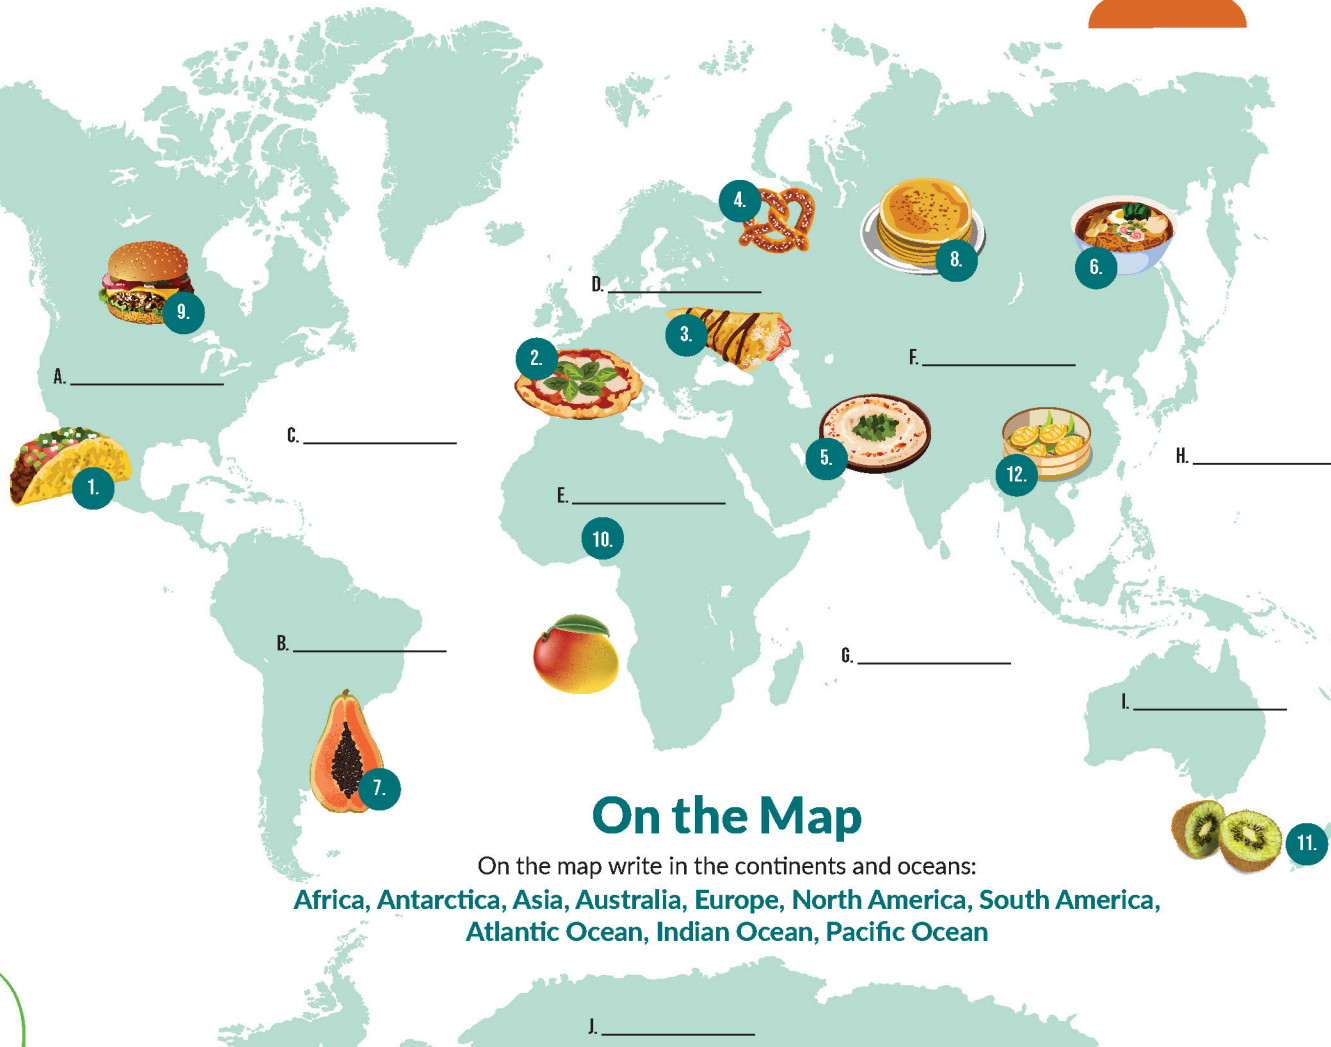 4.
8.
6.
9.
D.
3.
2.
F.
A.
C.
5.
H.
12.
1.
E.
10.
B.
G.
I.
7.
On the Map
11.
On the map write in the continents and oceans:
Africa, Antarctica, Asia, Australia, Europe, North America, South America,
Atlantic Ocean, Indian Ocean, Pacific Ocean
J.